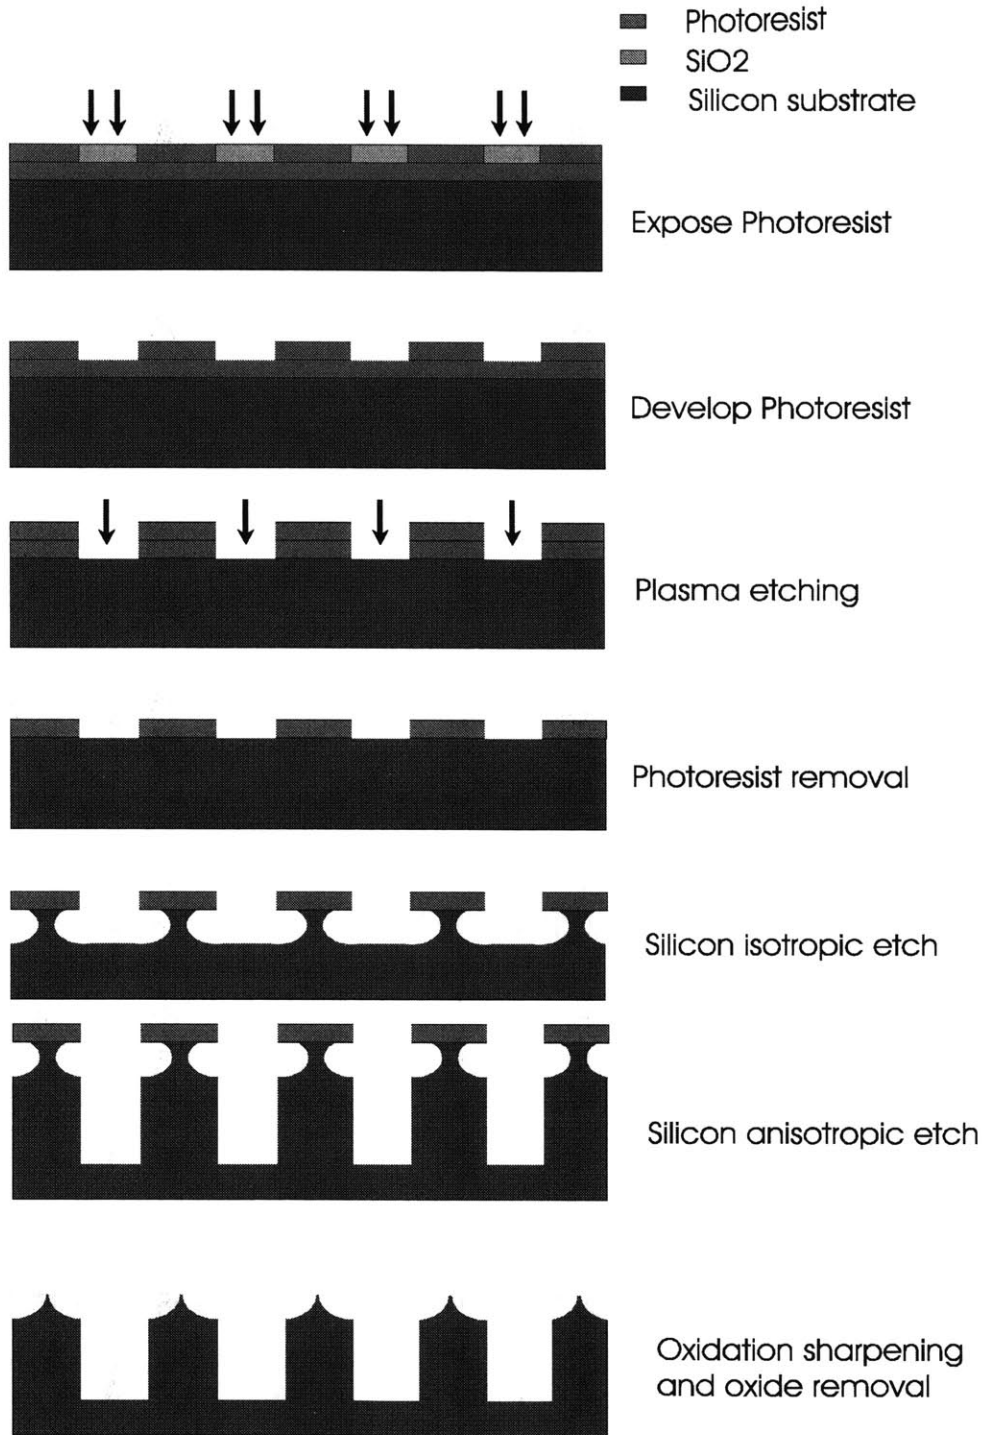 Photoresist
SiO2
Silicon substrate
Expose Photoresist
Develop Photoresist
Plasma etching
Photoresist removal
Silicon isotropic etch
Silicon anisotropic etch
Oxidation sharpening
and oxide removal